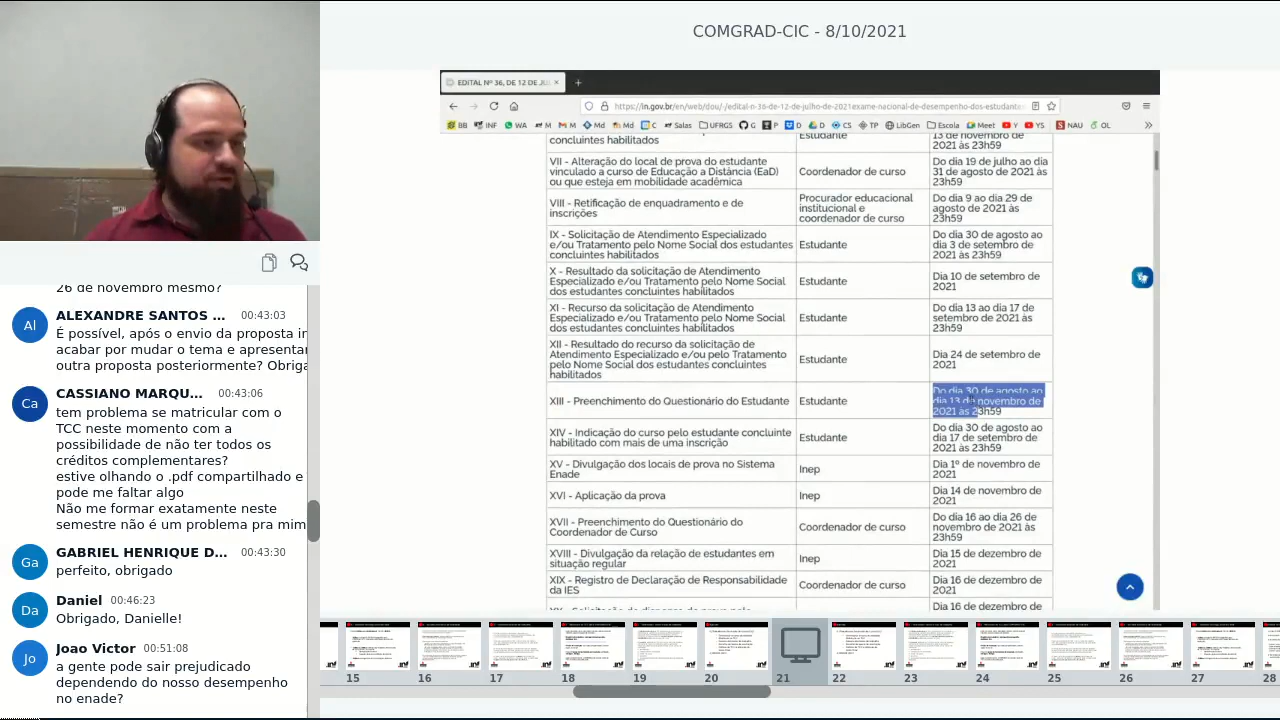 COMGRAD-CIC - 8/10/2021
EDITAL Nº 36, DE 12 DE JUL
https://in.gov.br/en/web/dou/-/edital-n-36-de-12-de-julho-de-2021exame-nacional-de-desempenho-dos-estudante
BB INF WA M M Md Md C Salas UFRGS G P D D CS TP LibGen Escola Meet Y YS NAU OL
concluintes habilitados
Estudante
13 de novembro de
2021 às 23h59
VII - Alteração do local de prova do estudante
vinculado a curso de Educação a Distância (EaD)
ou que esteja em mobilidade acadêmica
Coordenador de curso
Do dia 19 de julho ao dia
31 de agosto de 2021 às
23h59
VIII - Retificação de enquadramento e de
inscrições
Procurador educacional
institucional e
coordenador de curso
Do dia 9 ao dia 29 de
agosto de 2021 às
23h59
IX - Solicitação de Atendimento Especializado
e/ou Tratamento pelo Nome Social dos estudantes
concluintes habilitados
Estudante
Do dia 30 de agosto ao
dia 3 de setembro de
2021 às 23h59
X - Resultado da solicitação de Atendimento
Especializado e/ou Tratamento pelo Nome Social
dos estudantes concluintes habilitados
Estudante
Dia 10 de setembro de
2021
XI - Recurso da solicitação de Atendimento
Especializado e/ou Tratamento pelo Nome Social
dos estudantes concluintes habilitados
Estudante
Do dia 13 ao dia 17 de
setembro de 2021 às
23h59
XII - Resultado do recurso da solicitação de
Atendimento Especializado e/ou pelo Tratamento
pelo Nome Social dos estudantes concluintes
habilitados
Estudante
Dia 24 de setembro de
2021
XIII - Preenchimento do Questionário do Estudante
Estudante
Do dia 30 de agosto ao
dia 13 de novembro de
2021 às 23h59
XIV - Indicação do curso pelo estudante concluinte
habilitado com mais de uma inscrição
Estudante
Do dia 30 de agosto ao
dia 17 de setembro de
2021 às 23h59
XV - Divulgação dos locais de prova no Sistema
Enade
Inep
Dia 1º de novembro de
2021
XVI - Aplicação da prova
Inep
Dia 14 de novembro de
2021
XVII - Preenchimento do Questionário do
Coordenador de Curso
Coordenador de curso
Do dia 16 ao dia 26 de
novembro de 2021 às
23h59
XVIII - Divulgação da relação de estudantes em
situação regular
Inep
Dia 15 de dezembro de
2021
XIX - Registro de Declaração de Responsabilidade
da IES
Coordenador de curso
Dia 16 de dezembro de
2021
Dia 16 de dezembro de
26 de novembro mesmo?
Al
ALEXANDRE SANTOS ... 00:43:03
É possível, após o envio da proposta ir
acabar por mudar o tema e apresentar
outra proposta posteriormente? Obriga
Ca
CASSIANO MARQU... 00:43:06
tem problema se matricular com o
TCC neste momento com a
possibilidade de não ter todos os
créditos complementares?
estive olhando o .pdf compartilhado e
pode me faltar algo
Não me formar exatamente neste
semestre não é um problema pra mim
Ga
GABRIEL HENRIQUE D... 00:43:30
perfeito, obrigado
Da
Daniel 00:46:23
Obrigado, Danielle!
Jo
Joao Victor 00:51:03
a gente pode sair prejudicado
dependendo do nosso desempenho
no enade?
15 16 17 18 19 20 21 22 23 24 25 26 27 28